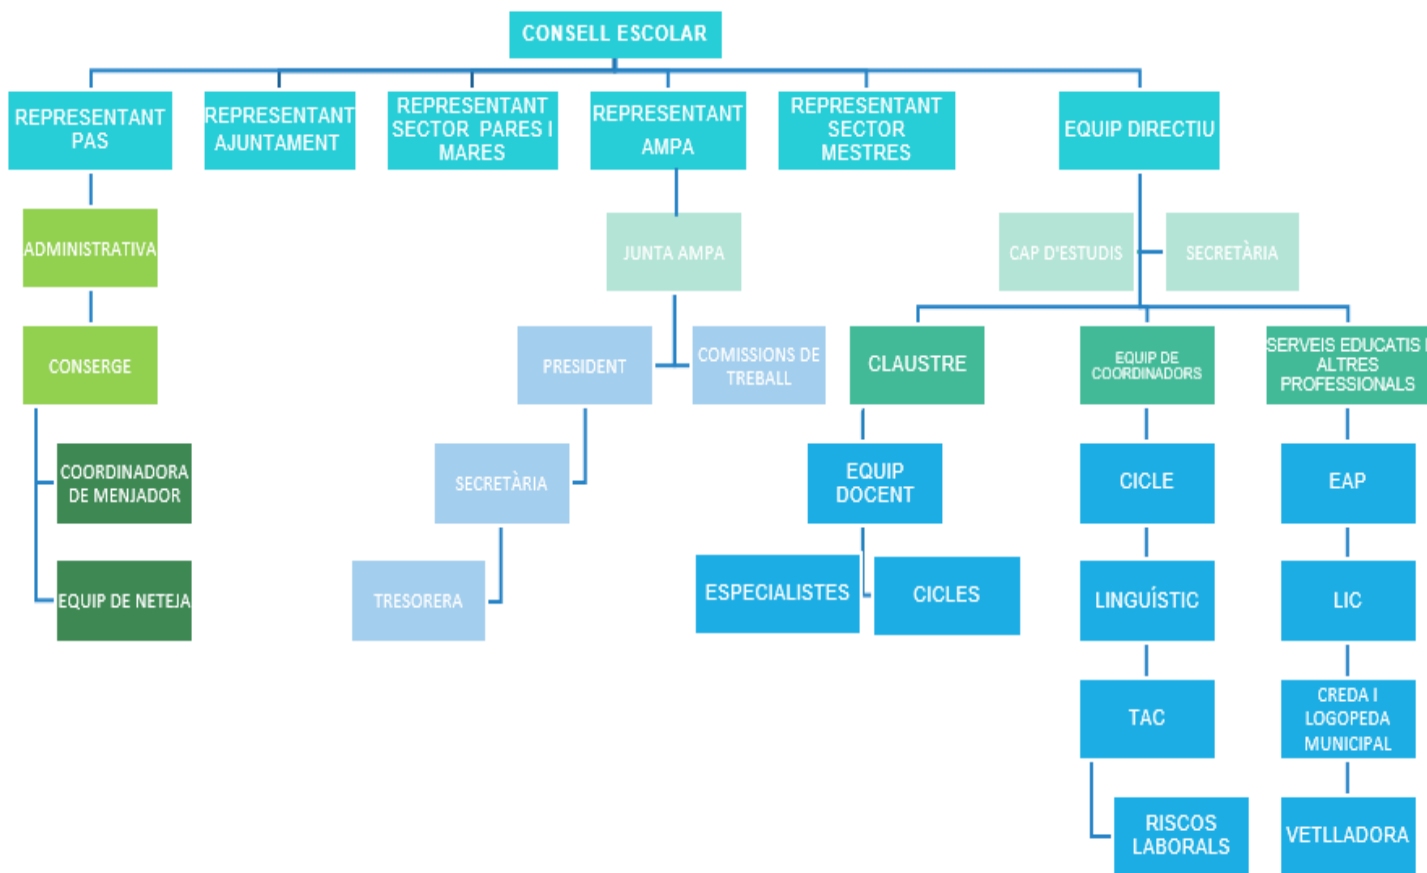 CONSELL ESCOLAR
REPRESENTANT
PAS
REPRESENTANT
AJUNTAMENT
REPRESENTANT
SECTOR PARES I
MARES
REPRESENTANT
AMPA
REPRESENTANT
SECTOR
MESTRES
EQUIP DIRECTIU
ADMINISTRATIVA
JUNTA AMPA
CAP D'ESTUDIS
SECRETÀRIA
CONSERGE
PRESIDENT
COMISSIONS DE
TREBALL
CLAUSTRE
EQUIP DE
COORDINADORS
SERVEIS EDUCATIS I
ALTRES
PROFESSIONALS
COORDINADORA
DE MENJADOR
SECRETÀRIA
EQUIP
DOCENT
CICLE
EAP
EQUIP DE NETEJA
TRESORERA
ESPECIALISTES
CICLES
LINGUÍSTIC
LIC
TAC
CREDA I
LOGOPEDA
MUNICIPAL
RISCOS
LABORALS
VETLLADORA